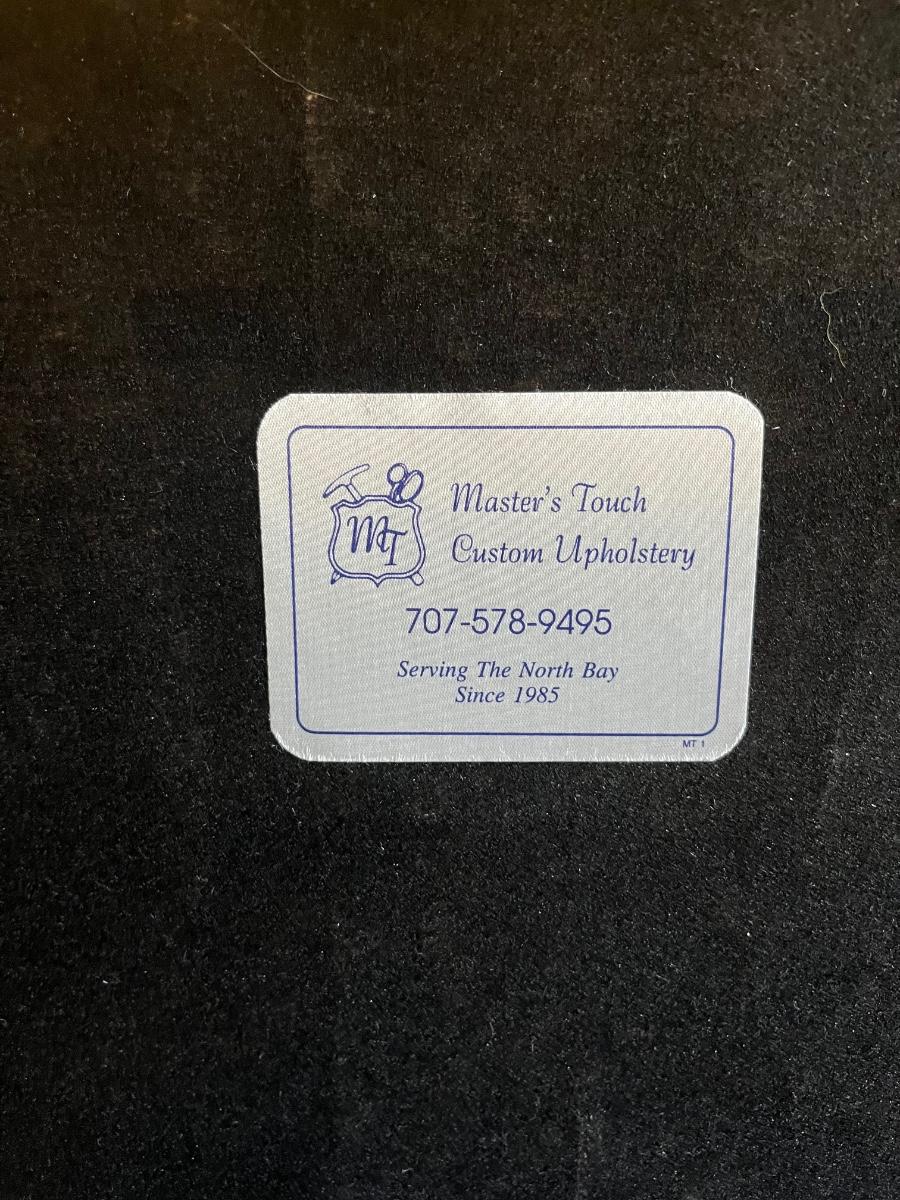 MT
Master's Touch
Custom Upholstery
707-578-9495
Serving The North Bay
Since 1985
MT 1